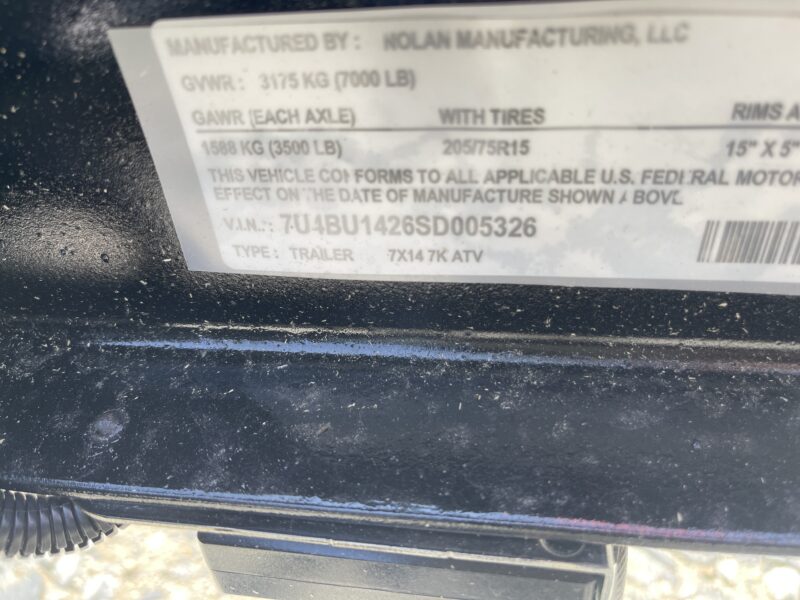 MANUFACTURED BY: NOLAN MANUFACTURING, LLC
GVWR: 3175 KG (7000 LB)
GAWR (EACH AXLE) WITH TIRES RIMS A
1588 KG (3500 LB) 205/75R15 15" X 5"
THIS VEHICLE CONFORMS TO ALL APPLICABLE U.S. FEDERAL MOTOR
EFFECT ON THE DATE OF MANUFACTURE SHOWN ABOVE
V.I.N.: 7U4BU1426SD005326
TYPE: TRAILER 7X14 7K ATV